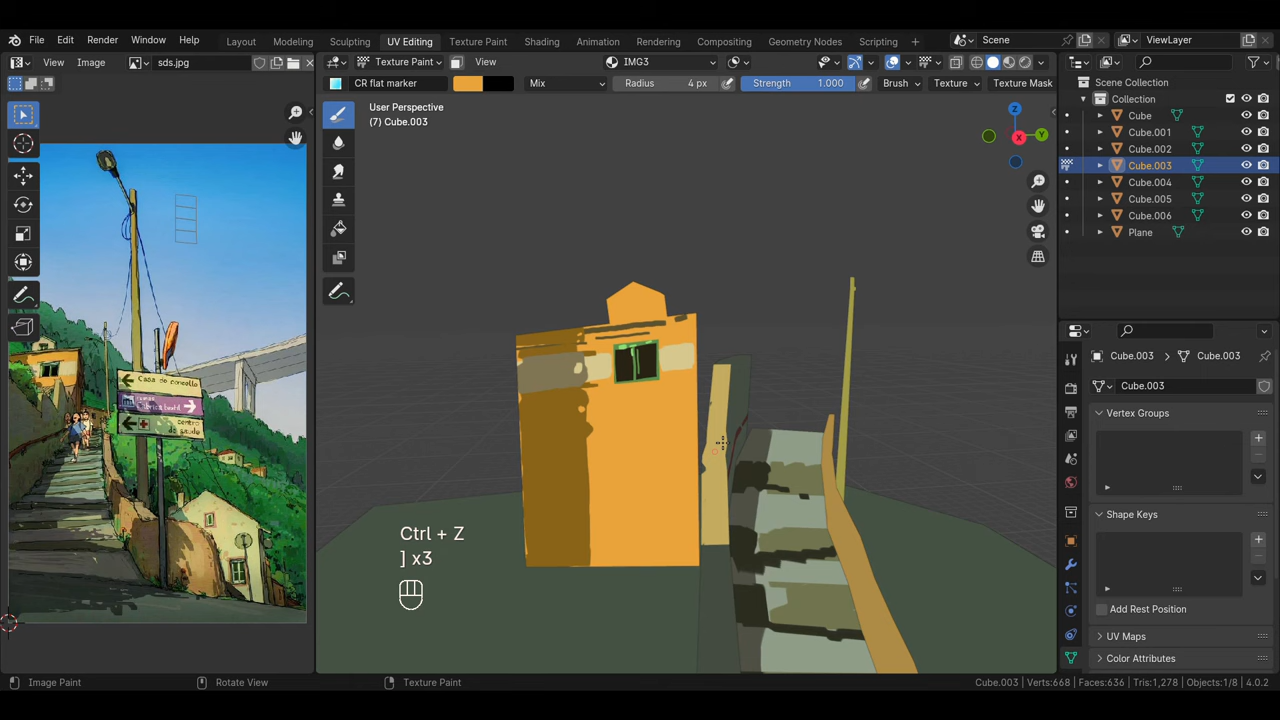 File Edit Render Window Help Layout Modeling Sculpting UV Editing Texture Paint Shading Animation Rendering Compositing Geometry Nodes Scripting + Scene ViewLayer
View Image sds.jpg Texture Paint View IMG3
CR flat marker Mix Radius 4 px Strength 1.000 Brush Texture Texture Mask
Scene Collection
Collection
Cube
Cube.001
Cube.002
Cube.003
Cube.004
Cube.005
Cube.006
Plane
User Perspective
(7) Cube.003
Z
Y
X
Casa do concello
centro
Ctrl + Z
] x3
Cube.003 Cube.003
Cube.003
Vertex Groups
Shape Keys
Add Rest Position
UV Maps
Color Attributes
Image Paint Rotate View Texture Paint Cube.003 | Verts:668 | Faces:636 | Tris:1,278 | Objects:1/8 | 4.0.2